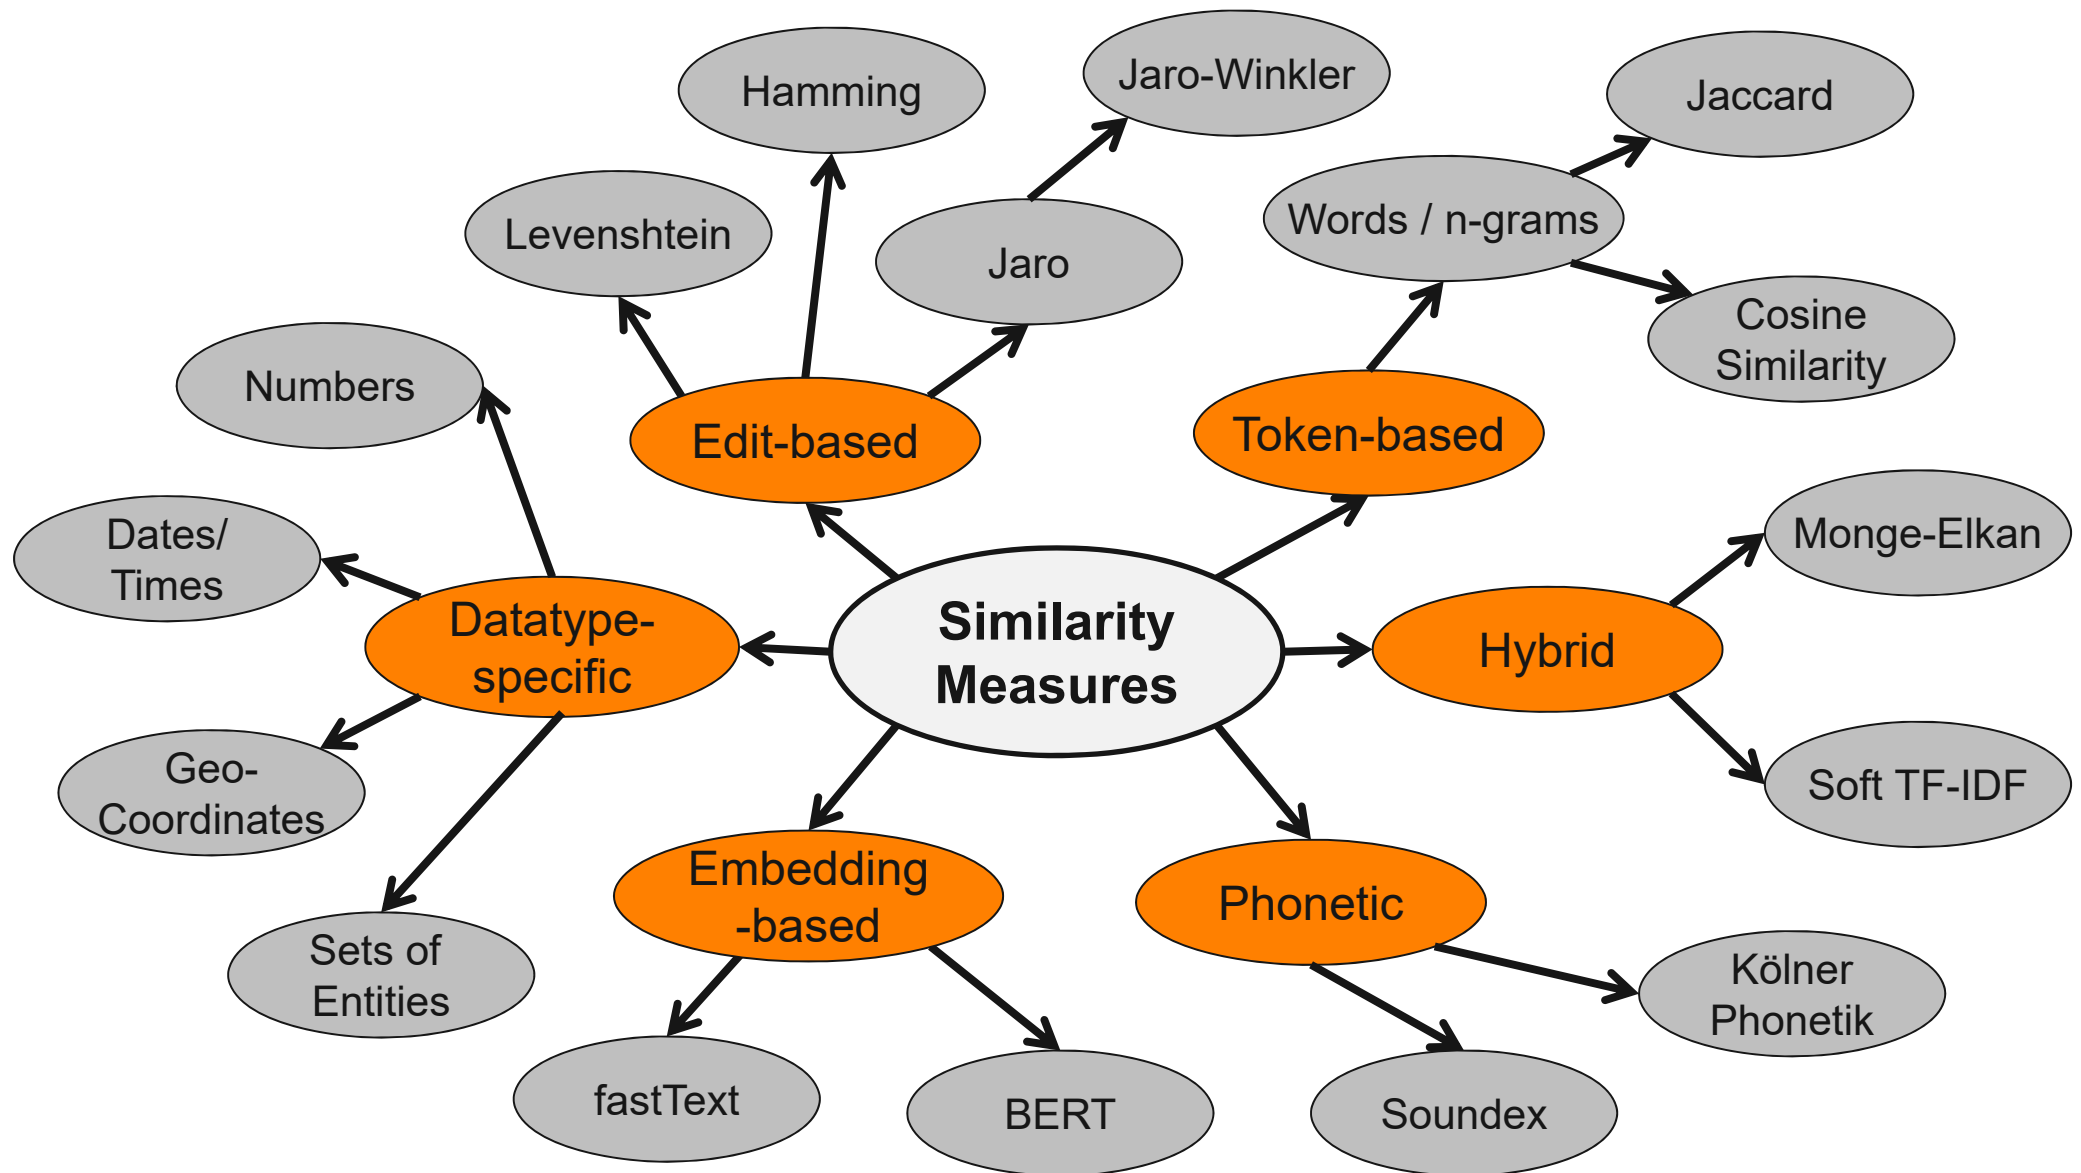 Hamming
Jaro-Winkler
Jaccard
Levenshtein
Jaro
Words / n-grams
Cosine
Similarity
Numbers
Edit-based
Token-based
Dates/
Times
Monge-Elkan
Datatype-
specific
Similarity
Measures
Hybrid
Geo-
Coordinates
Soft TF-IDF
Embedding
-based
Phonetic
Sets of
Entities
Kölner
Phonetik
fastText
BERT
Soundex